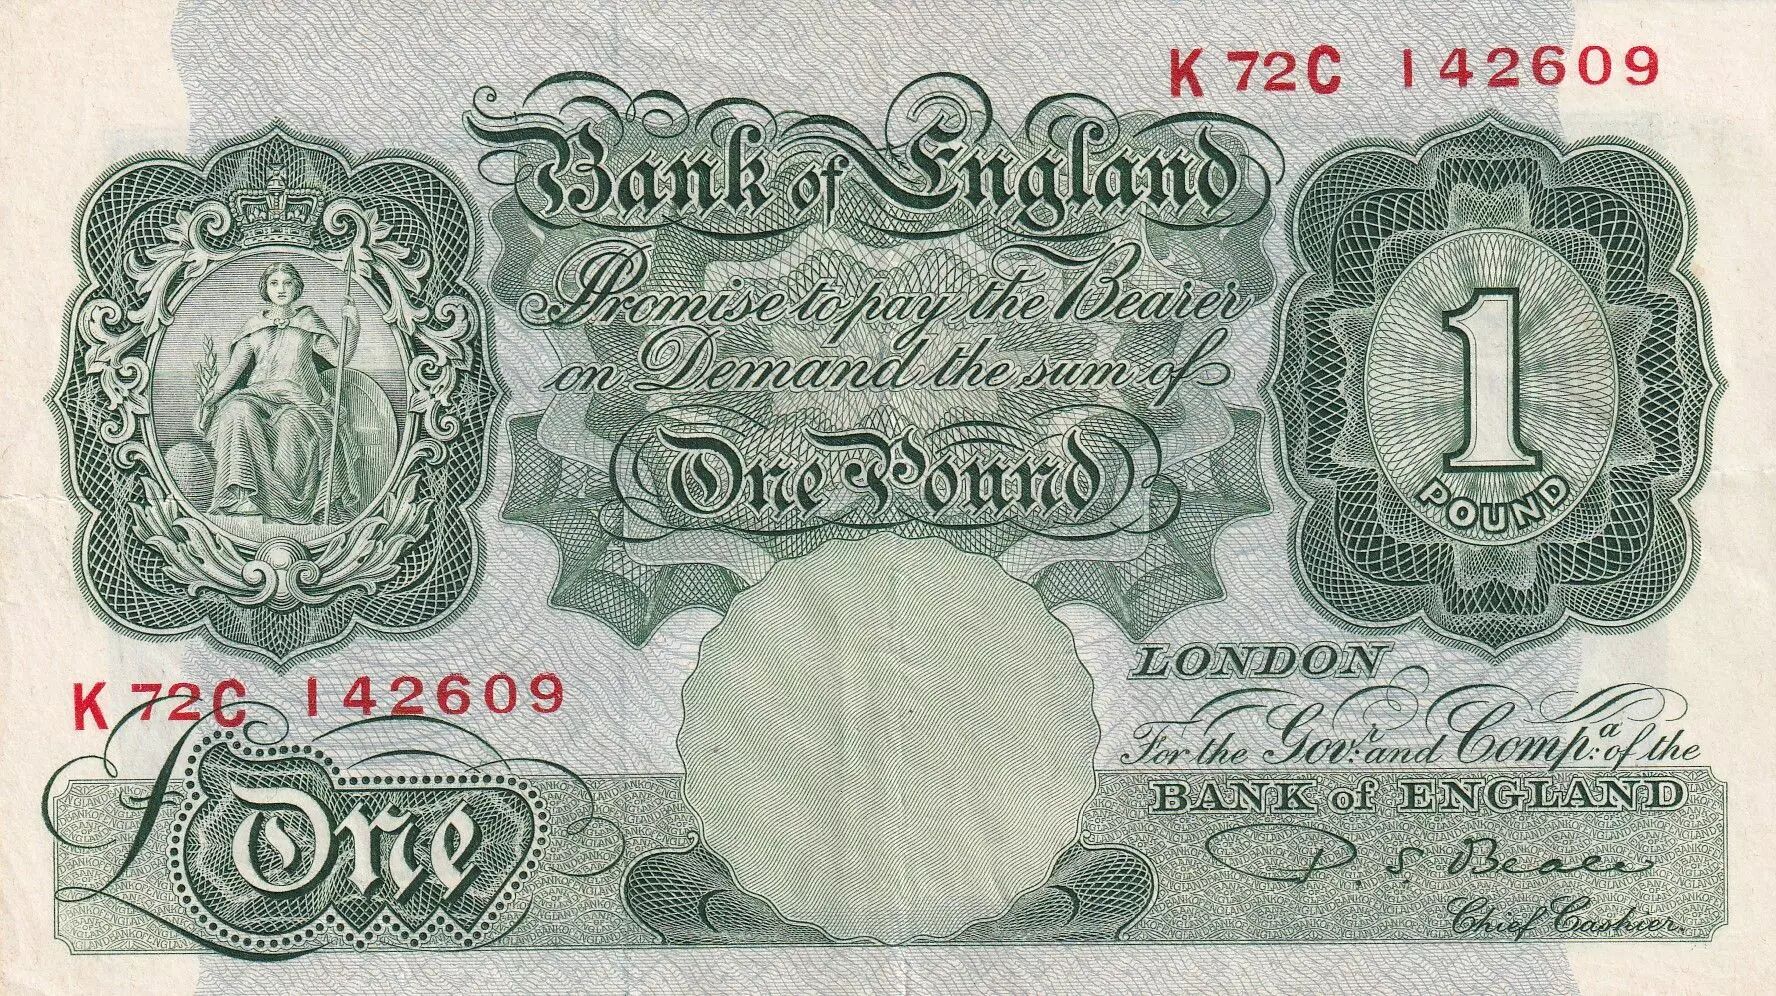 K 72C 142609
Bank of England
Promise to pay the Bearer
on Demand the sum of
One Pound
1
POUND
K 72C 142609
LONDON
For the Govr. and Compa. of the
BANK of ENGLAND
£One
P. S. Beale
Chief Cashier.